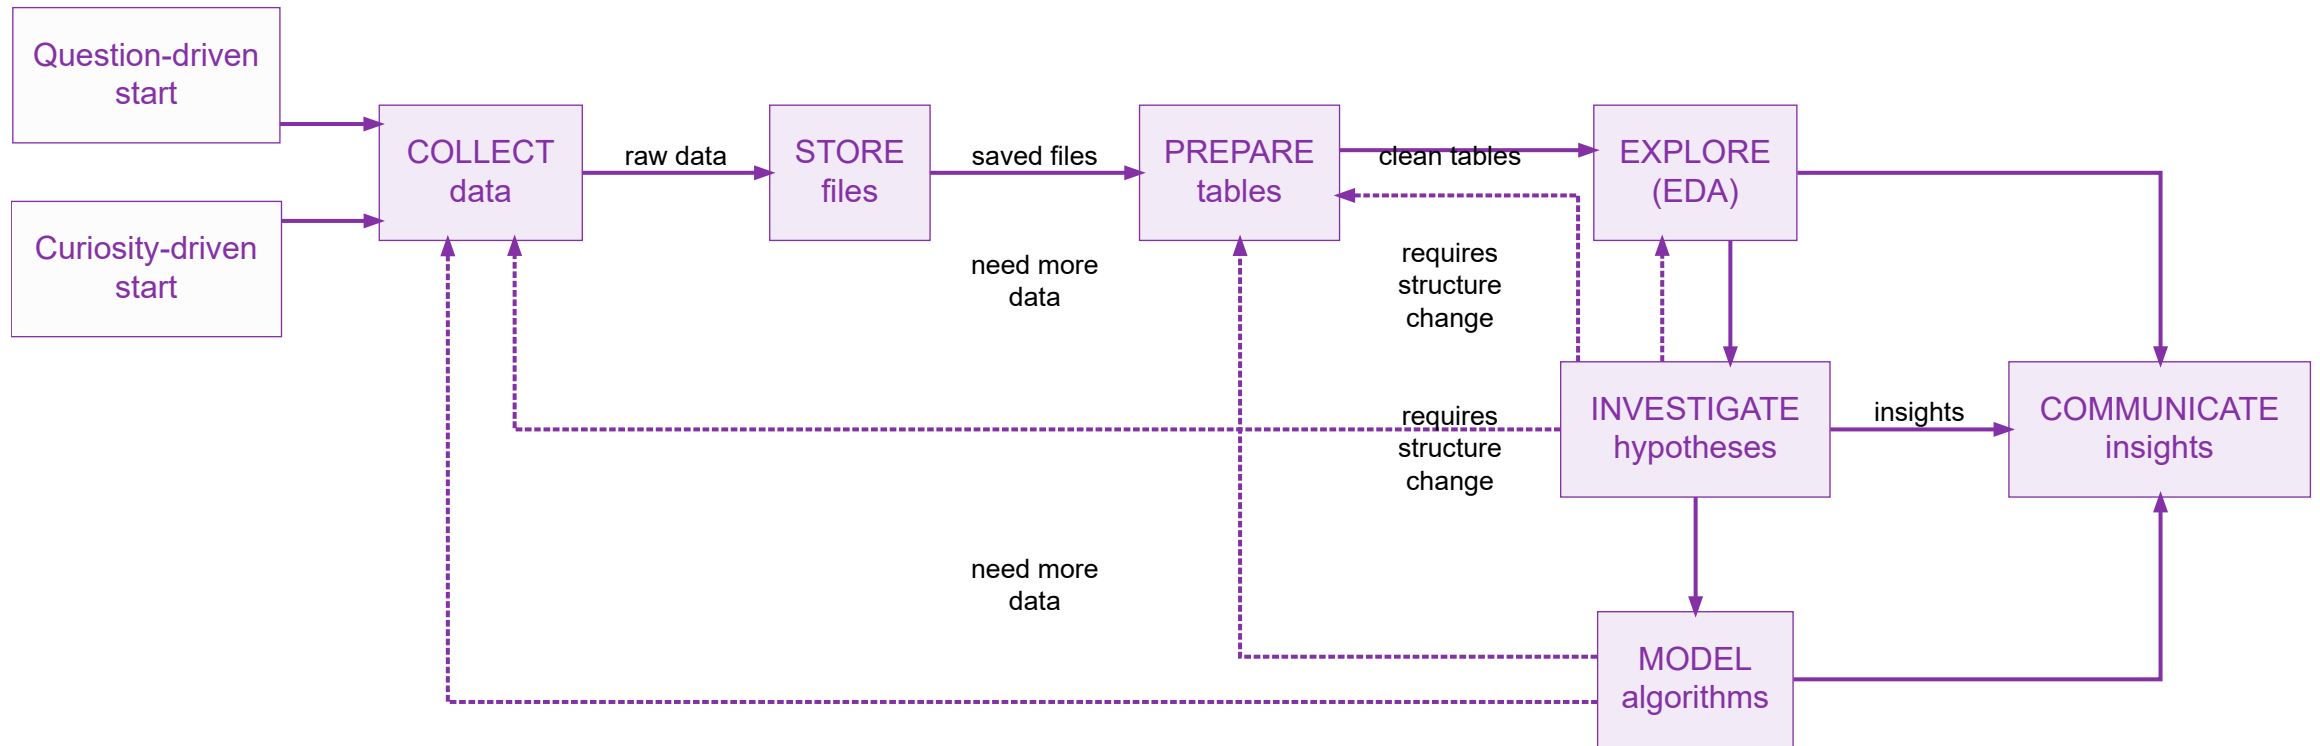 Question-driven
start
Curiosity-driven
start
COLLECT
data
raw data
STORE
files
saved files
PREPARE
tables
clean tables
EXPLORE
(EDA)
need more
data
requires
structure
change
requires
structure
change
INVESTIGATE
hypotheses
insights
COMMUNICATE
insights
need more
data
MODEL
algorithms